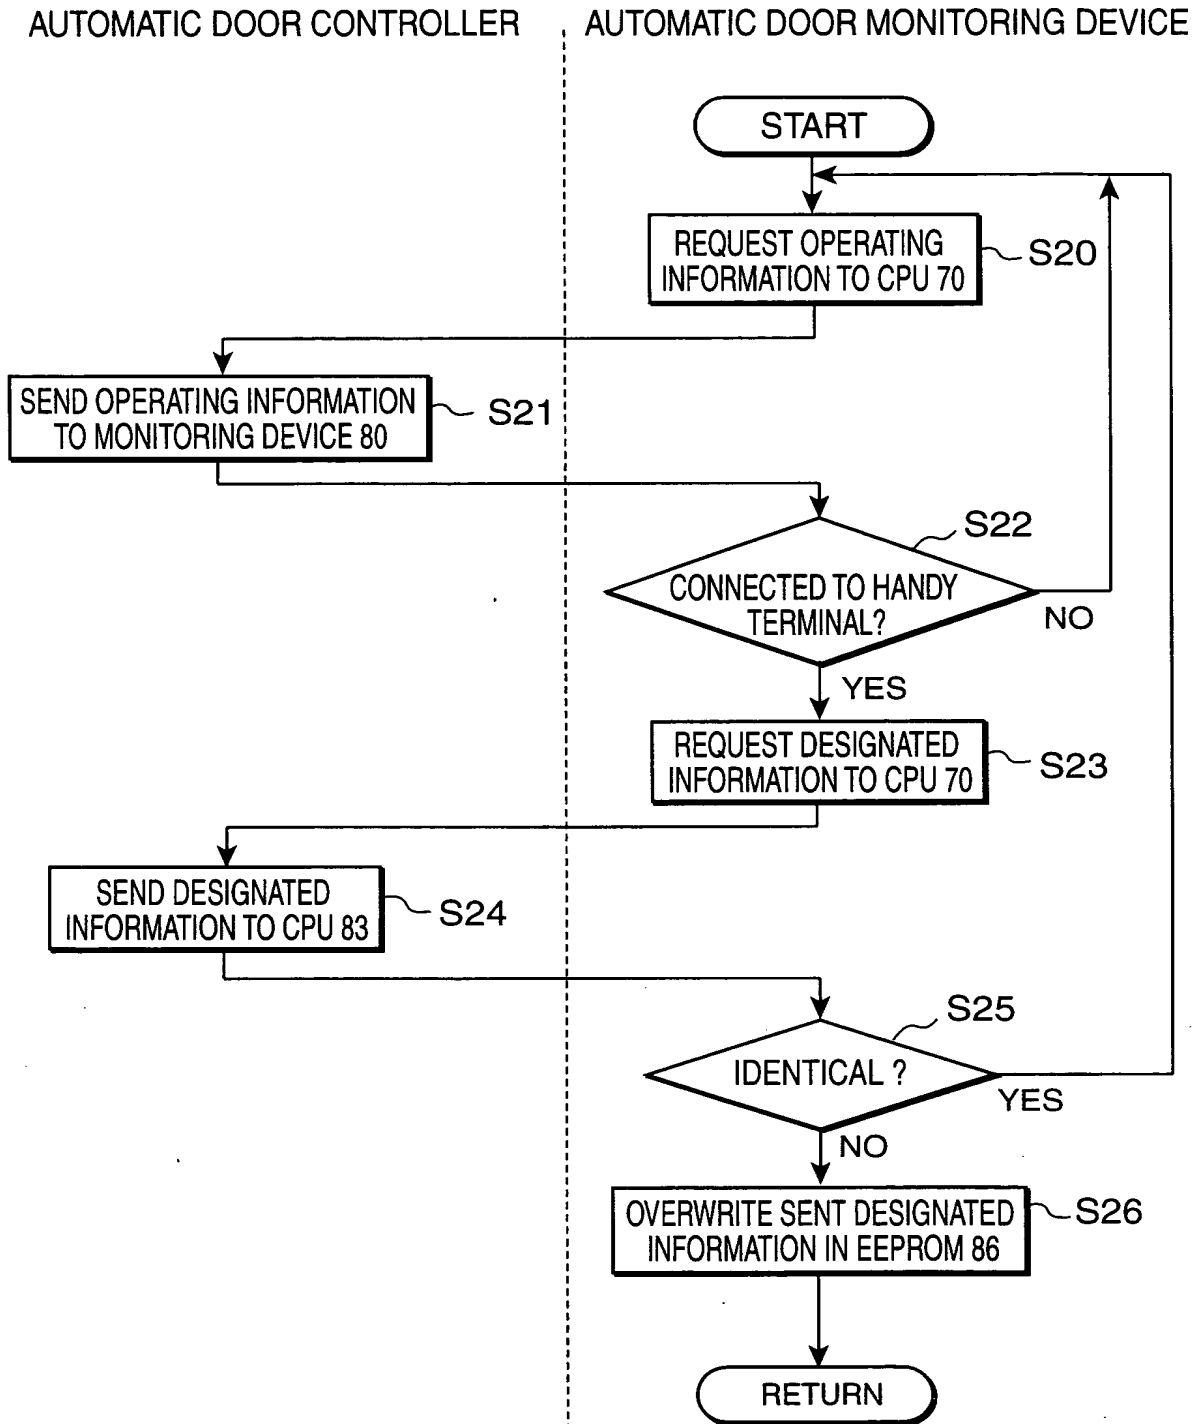 AUTOMATIC DOOR CONTROLLER
AUTOMATIC DOOR MONITORING DEVICE
START
REQUEST OPERATING
INFORMATION TO CPU 70
S20
SEND OPERATING INFORMATION
TO MONITORING DEVICE 80
S21
S22
CONNECTED TO HANDY
TERMINAL?
NO
YES
REQUEST DESIGNATED
INFORMATION TO CPU 70
S23
SEND DESIGNATED
INFORMATION TO CPU 83
S24
S25
IDENTICAL ?
YES
NO
OVERWRITE SENT DESIGNATED
INFORMATION IN EEPROM 86
S26
RETURN